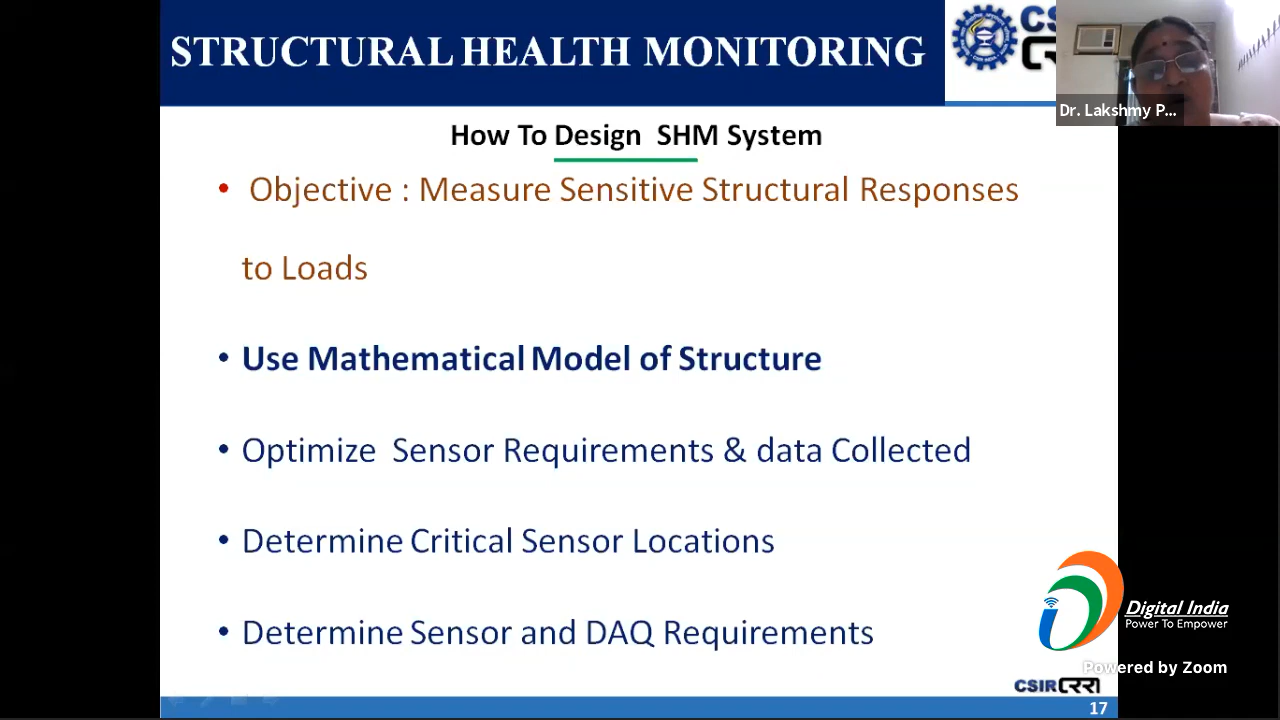 STRUCTURAL HEALTH MONITORING
CS
Dr. Lakshmy P...
How To Design SHM System
• Objective : Measure Sensitive Structural Responses
to Loads
• Use Mathematical Model of Structure
• Optimize Sensor Requirements & data Collected
• Determine Critical Sensor Locations
• Determine Sensor and DAQ Requirements
Digital India
Power To Empower
Powered by Zoom
CSIR CRRI
17